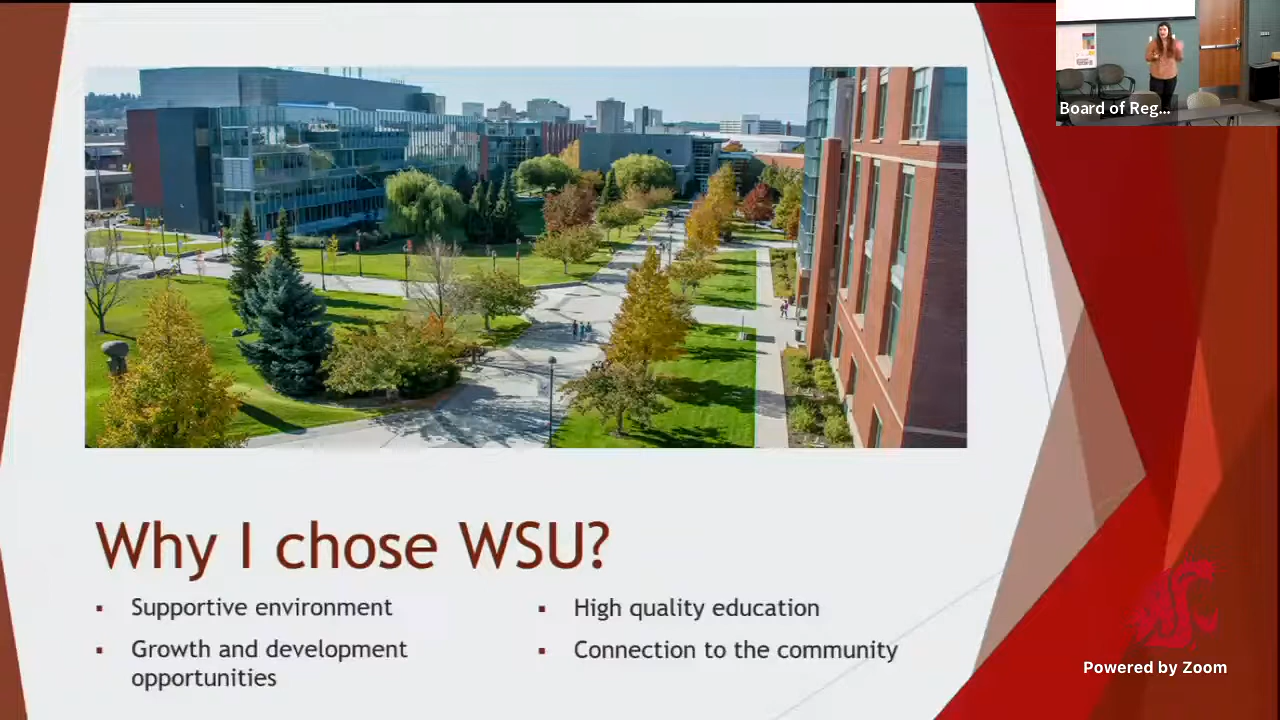 Board of Reg...
Why I chose WSU?
▪ Supportive environment
▪ Growth and development
opportunities
▪ High quality education
▪ Connection to the community
Powered by Zoom